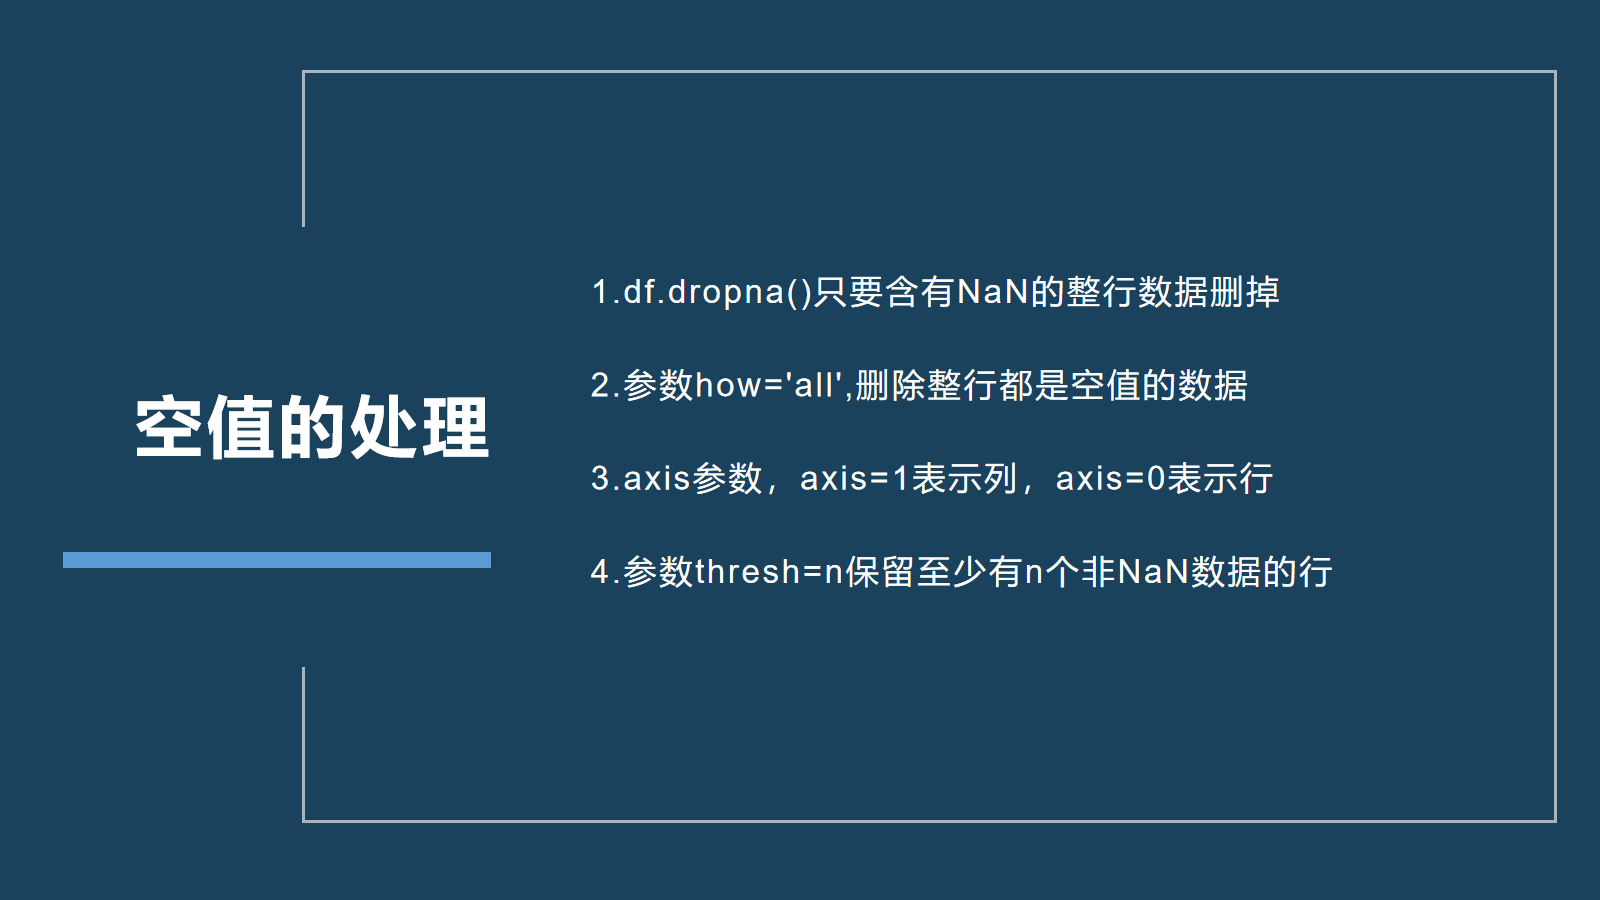 空值的处理
1.df.dropna()只要含有NaN的整行数据删掉
2.参数how='all',删除整行都是空值的数据
3.axis参数，axis=1表示列，axis=0表示行
4.参数thresh=n保留至少有n个非NaN数据的行